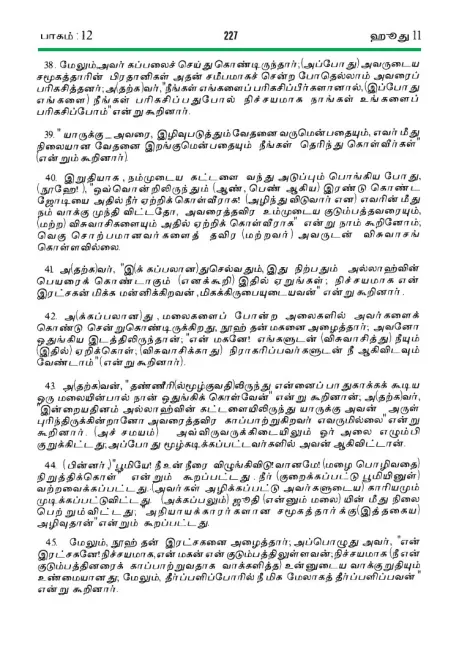 பாகம் : 12 227 ஹூது 11
38. மேலும்,அவர் கப்பலைச் செய்து கொண்டிருந்தார்; (அப்போது) அவருடைய
சமூகத்தாரின் பிரதானிகள் அதன் சமீபமாகச் சென்ற போதெல்லாம் அவரைப்
பரிகசித்தனர்; அ(தற்க)வர்,"நீங்கள் எங்களைப் பரிகசிப்பீர்களானால், (இப்போது
எங்களை) நீங்கள் பரிகசிப்பதுபோல் நிச்சயமாக நாங்கள் உங்களைப்
பரிகசிப்போம்" என்று கூறினார்.
39. " யாருக்கு _ அவரை, இழிவுபடுத்தும் வேதனை வருமென்பதையும், எவர் மீது
நிலையான வேதனை இறங்குமென்பதையும் நீங்கள் தெரிந்து கொள்வீர்கள்"
(என்றும் கூறினார்).
40. இறுதியாக , நம்முடைய கட்டளை வந்து அடுப்பும் பொங்கிய போது,
(நூஹே! ), "ஒவ்வொன்றிலிருந்தும் (ஆண் , பெண் ஆகிய) இரண்டு கொண்ட
ஜோடியை அதில் நீர் ஏற்றிக் கொள்வீராக! (அழிந்து விடுவார் என) எவரின் மீது
நம் வாக்கு முந்தி விட்டதோ, அவரைத்தவிர உம்முடைய குடும்பத்தவரையும்,
(மற்ற) விசுவாசிகளையும் அதில் ஏற்றிக் கொள்வீராக" என்று நாம் கூறினோம்,
வெகு சொற்பமானவர்களைத் தவிர (மற்றவர்) அவருடன் விசுவாசங்
கொள்ளவில்லை.
41. அ(தற்க)வர், "இ(க் கப்பலான)துசெல்வதும், இது நிற்பதும் அல்லாஹ்வின்
பெயரைக் கொண்டாகும் (எனக்கூறி) இதில் ஏறுங்கள் ; நிச்சயமாக என்
இரட்சகன் மிக்க மன்னிக்கிறவன் , மிகக்கிருபையுடையவன்" என்று கூறினார் .
42. அ(க்கப்பலான)து , மலைகளைப் போன்ற அலைகளில் அவர்களைக்
கொண்டு சென்றுகொண்டிருக்கிறது, நூஹ் தன் மகனை அழைத்தார்; அவனோ
ஒதுங்கிய இடத்திலிருந்தான்; "என் மகனே! எங்களுடன் (விசுவாசித்து) நீயும்
(இதில்) ஏறிக்கொள்; (விசுவாசிக்காது) நிராகரிப்பவர்களுடன் நீ ஆகிவிடவும்
வேண்டாம் " (என்று கூறினார்).
43. அ(தற்க)வன், "தண்ணீரில்மூழ்குவதிலிருந்து என்னைப் பாதுகாக்கக் கூடிய
ஒரு மலையின்பால் நான் ஒதுங்கிக் கொள்வேன்"என்று கூறினான்; அ(தற்க)வர்,
"இன்றையதினம் அல்லாஹ்வின் கட்டளையிலிருந்து யாருக்கு அவன் அருள்
புரிந்திருக்கின்றானோ அவரைத்தவிர காப்பாற்றுகிறவர் எவருமில்லை" என்று
கூறினார் . (அச் சமயம்) அவ்விருவருக்கிடையிலும் ஓர் அலை எழும்பி
குறுக்கிட்டது;அப்போது மூழ்கடிக்கப்பட்டவர்களில் அவன் ஆகிவிட்டான்.
44. ( பின்னர் ,)"பூமியே! நீ உன் நீரை விழுங்கிவிடு! வானமே! (மழை பொழிவதை)
நிறுத்திக்கொள்" என்றும் கூறப்பட்டது . நீர் (குறைக்கப்பட்டு பூமியினுள்)
வற்றவைக்கப்பட்டது.(அவர்கள் அழிக்கப்பட்டு அவர்களுடைய) காரியமும்
முடிக்கப்பட்டுவிட்டது. (அக்கப்பலும்) ஜூதி (என்னும் மலை) யின் மீது நிலை
பெற்றும்விட்டது; " அநியாயக்காரர்களான சமூகத்தார்க்கு(இத்தகைய)
அழிவுதான்"என்றும் கூறப்பட்டது.
45. மேலும், நூஹ் தன் இரட்சகனை அழைத்தார்; அப்பொழுது அவர், "என்
இரட்சகனே! நிச்சயமாக,என் மகன் என் குடும்பத்திலுள்ளவன்; நிச்சயமாக (நீ என்
குடும்பத்தினரைக் காப்பாற்றுவதாக வாக்களித்த) உன்னுடைய வாக்குறுதியும்
உண்மையானது; மேலும், தீர்ப்பளிப்போரில் நீ மிக மேலாகத் தீர்ப்பளிப்பவன் "
என்று கூறினார்.